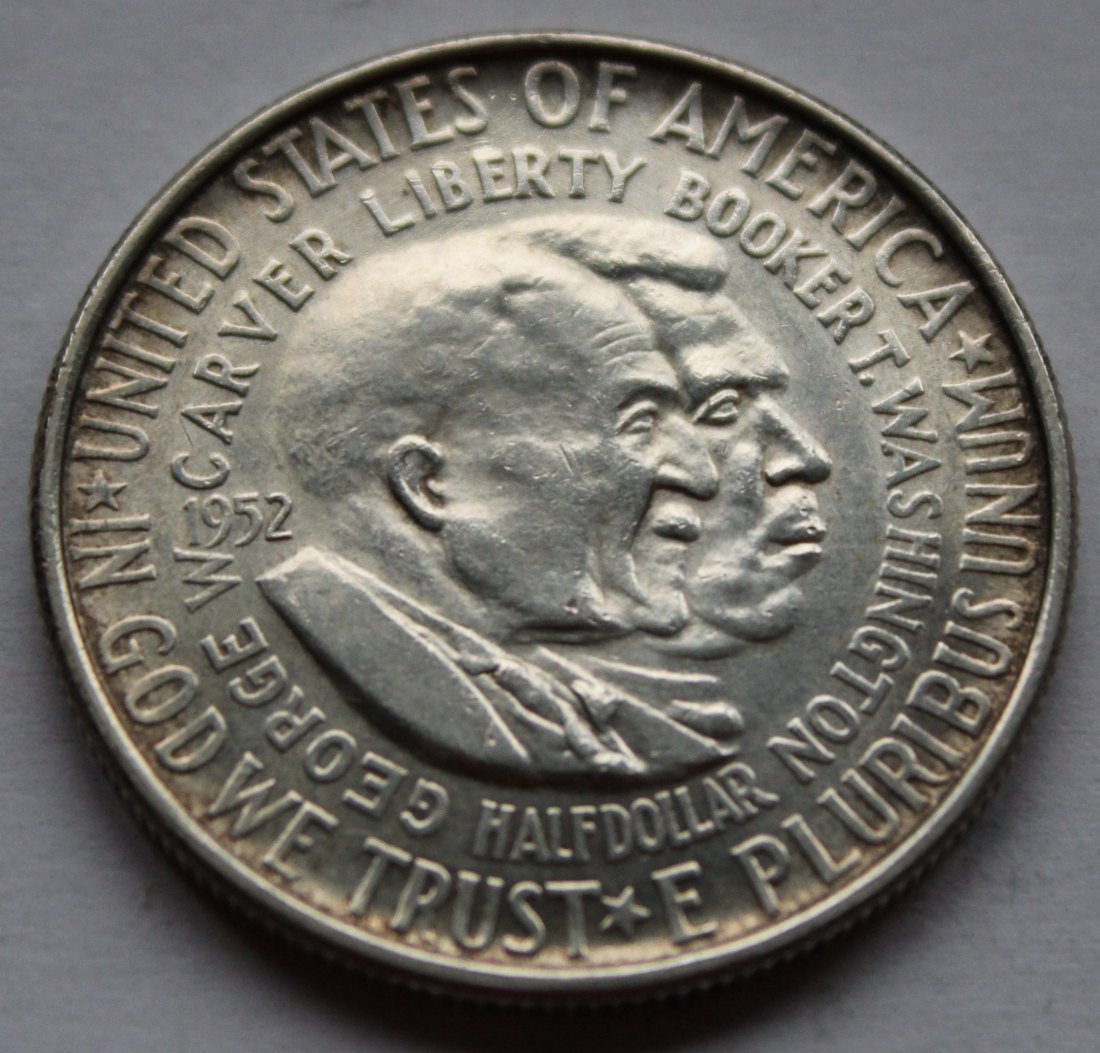 UNITED STATES OF AMERICA
★ E PLURIBUS UNUM ★
IN GOD WE TRUST ★
GEORGE W CARVER
LIBERTY
BOOKER T. WASHINGTON
1952
HALF DOLLAR